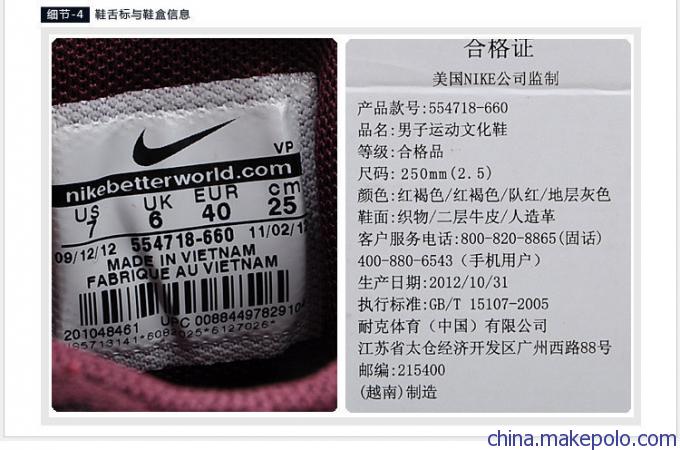 细节-4 鞋舌标与鞋盒信息
VP
nikebetterworld.com
US UK EUR cm
7 6 40 25
09/12/12 554718-660 11/02/13
MADE IN VIETNAM
FABRIQUE AU VIETNAM
201048461 UPC 00884497829104
合格证
美国NIKE公司监制
产品款号:554718-660
品名:男子运动文化鞋
等级:合格品
尺码:250mm(2.5)
颜色:红褐色/红褐色/队红/地层灰色
鞋面:织物/二层牛皮/人造革
客户服务电话:800-820-8865(固话)
400-880-6543（手机用户）
生产日期:2012/10/31
执行标准:GB/T 15107-2005
耐克体育（中国）有限公司
江苏省太仓经济开发区广州西路88号
邮编:215400
(越南)制造
china.makepolo.com